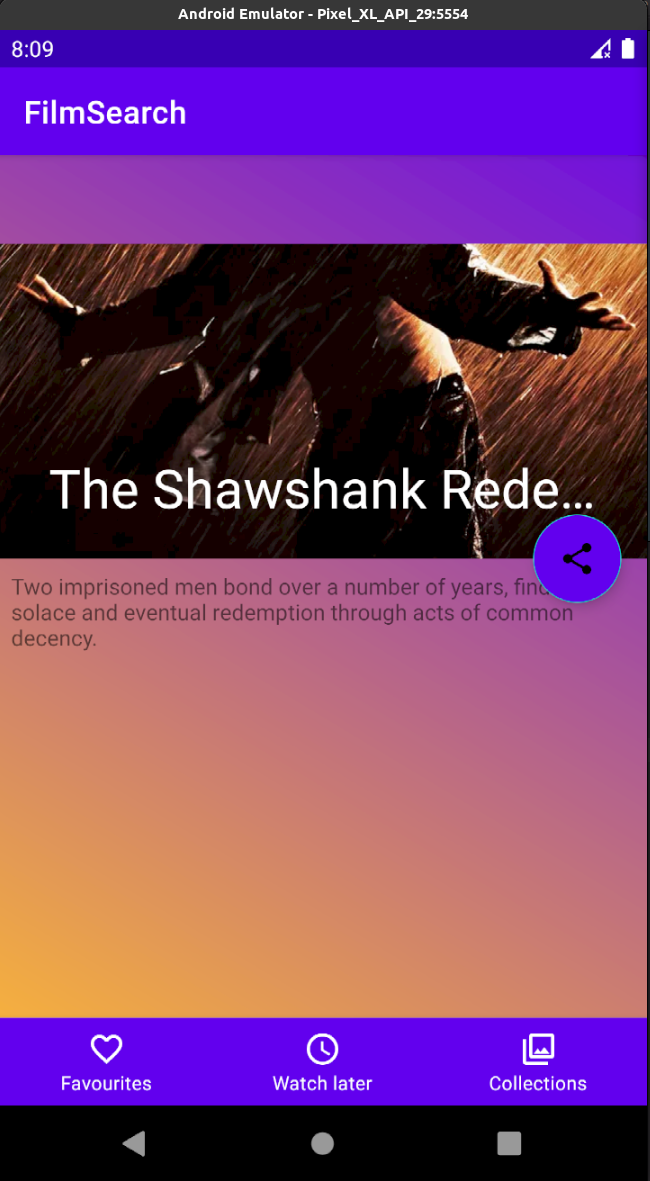 Android Emulator - Pixel_XL_API_29:5554
8:09
FilmSearch
The Shawshank Rede...
Two imprisoned men bond over a number of years, find
solace and eventual redemption through acts of common
decency.
Favourites
Watch later
Collections